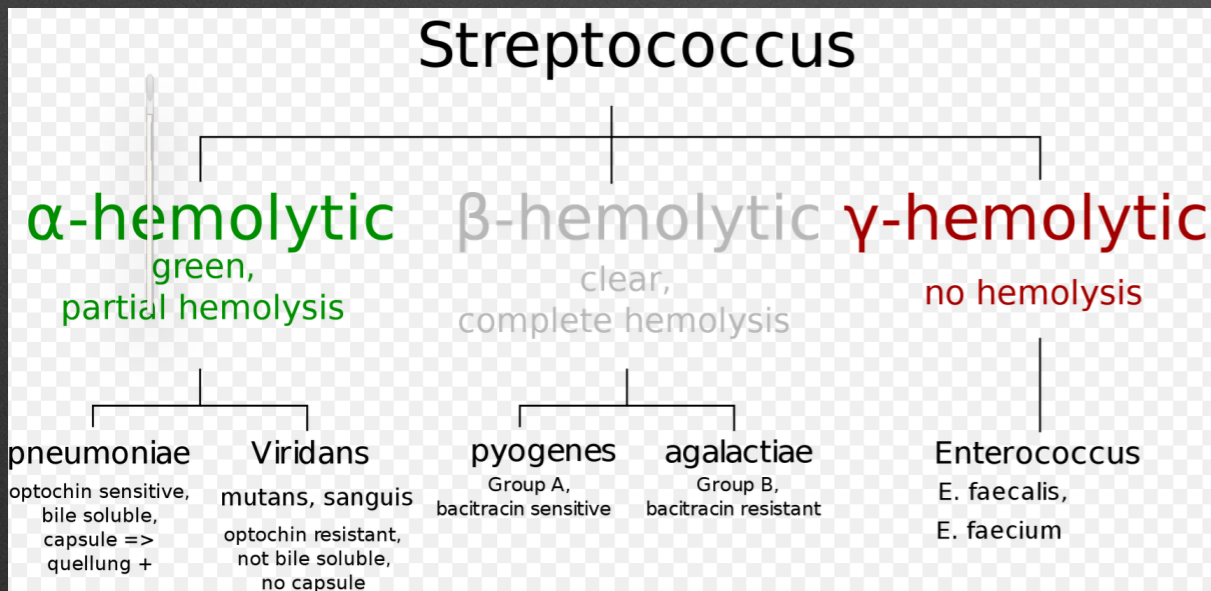 Streptococcus
α-hemolytic
green,
partial hemolysis
β-hemolytic
clear,
complete hemolysis
γ-hemolytic
no hemolysis
pneumoniae
optochin sensitive,
bile soluble,
capsule =>
quellung +
Viridans
mutans, sanguis
optochin resistant,
not bile soluble,
no capsule
pyogenes
Group A,
bacitracin sensitive
agalactiae
Group B,
bacitracin resistant
Enterococcus
E. faecalis,
E. faecium